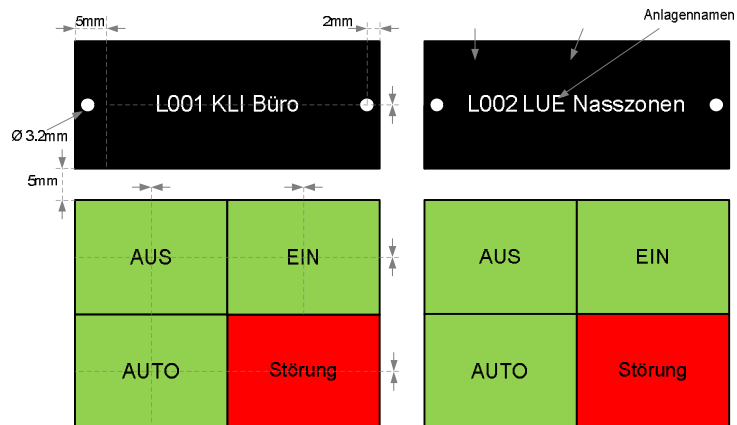 5mm
2mm
Anlagennamen
L001 KLI Büro
L002 LUE Nasszonen
Ø 3.2mm
5mm
AUS
EIN
AUS
EIN
AUTO
Störung
AUTO
Störung